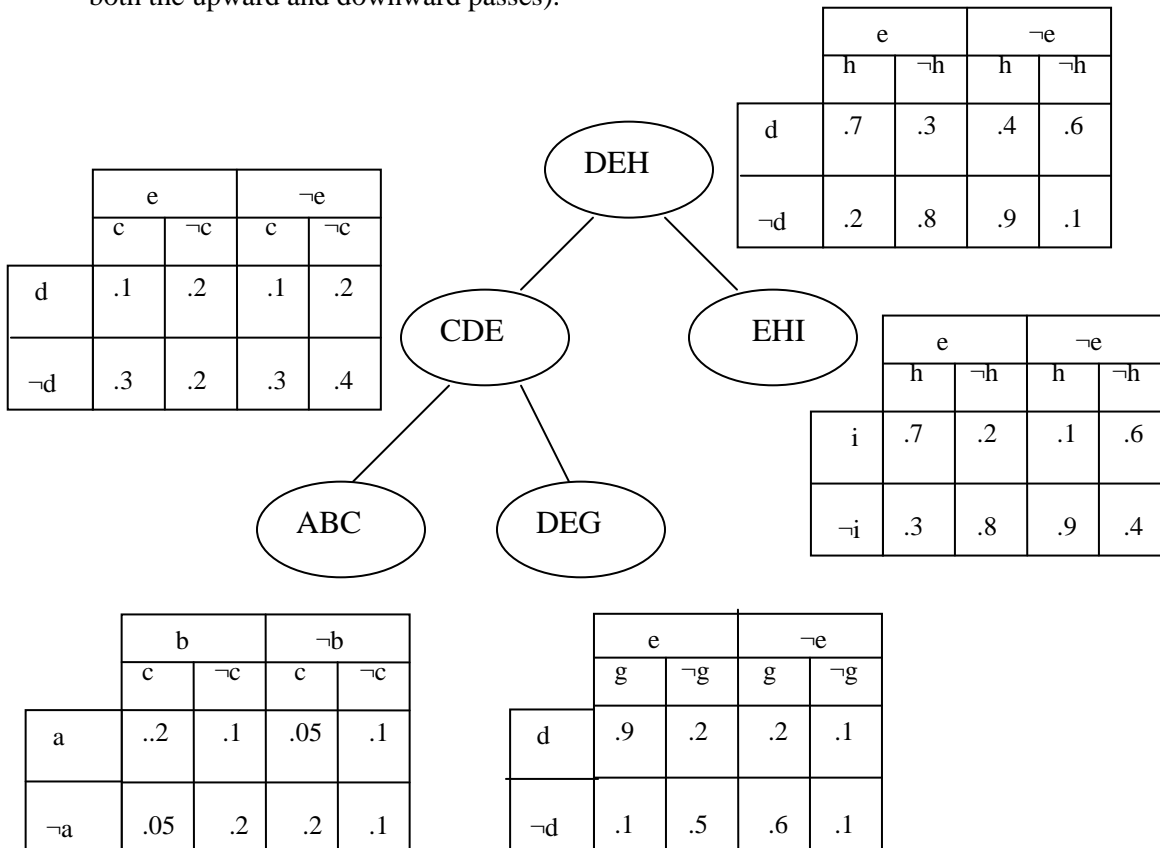 both the upward and downward passes).
e ¬e
h ¬h h ¬h
d .7 .3 .4 .6
¬d .2 .8 .9 .1
DEH
e ¬e
c ¬c c ¬c
d .1 .2 .1 .2
¬d .3 .2 .3 .4
CDE
EHI
e ¬e
h ¬h h ¬h
i .7 .2 .1 .6
¬i .3 .8 .9 .4
ABC
DEG
b ¬b
c ¬c c ¬c
a ..2 .1 .05 .1
¬a .05 .2 .2 .1
e ¬e
g ¬g g ¬g
d .9 .2 .2 .1
¬d .1 .5 .6 .1